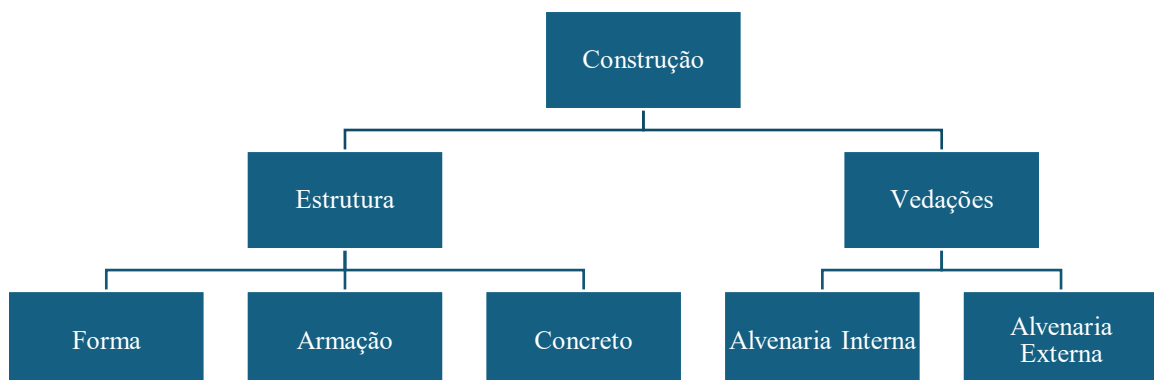 Construção
Estrutura
Vedações
Forma
Armação
Concreto
Alvenaria Interna
Alvenaria
Externa